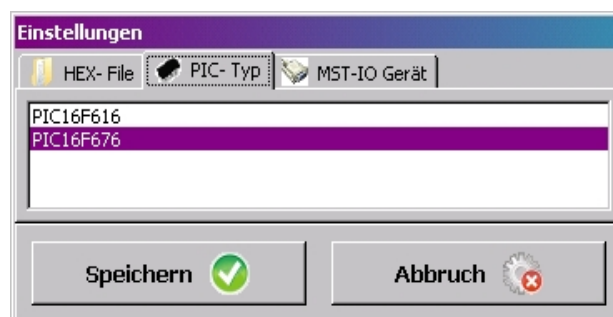 Einstellungen
HEX- File PIC- Typ MST-IO Gerät
PIC16F616
PIC16F676
Speichern Abbruch